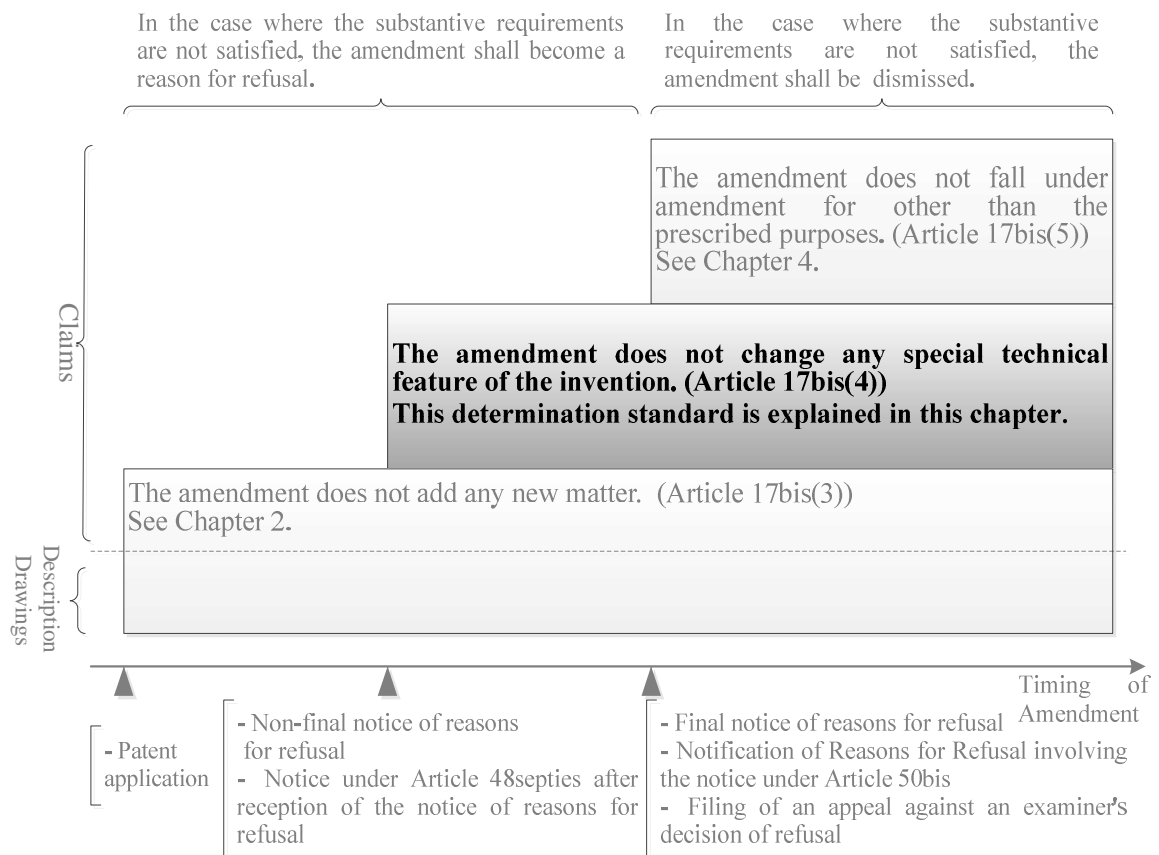 In the case where the substantive requirements
are not satisfied, the amendment shall become a
reason for refusal.
In the case where the substantive
requirements are not satisfied, the
amendment shall be dismissed.
The amendment does not fall under
amendment for other than the
prescribed purposes. (Article 17bis(5))
See Chapter 4.
Claims
The amendment does not change any special technical
feature of the invention. (Article 17bis(4))
This determination standard is explained in this chapter.
The amendment does not add any new matter. (Article 17bis(3))
See Chapter 2.
Description
Drawings
Timing of
Amendment
- Patent
application
- Non-final notice of reasons
for refusal
- Notice under Article 48septies after
reception of the notice of reasons for
refusal
- Final notice of reasons for refusal
- Notification of Reasons for Refusal involving
the notice under Article 50bis
- Filing of an appeal against an examiner's
decision of refusal